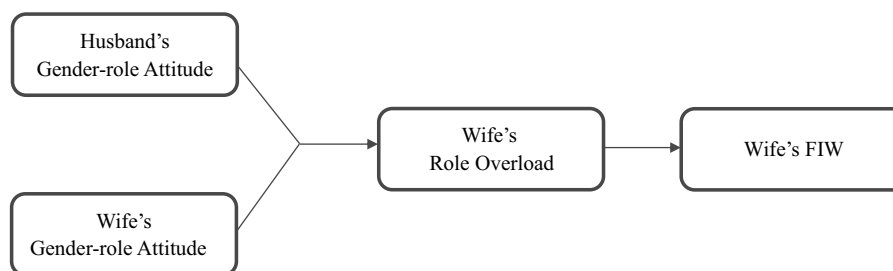 Husband’s
Gender-role Attitude
Wife’s
Role Overload
Wife’s FIW
Wife’s
Gender-role Attitude